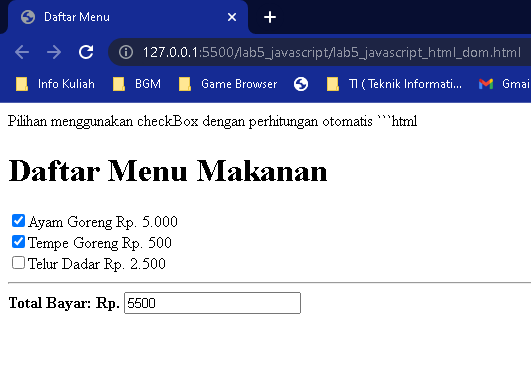 Daftar Menu
127.0.0.1:5500/lab5_javascript/lab5_javascript_html_dom.html
Info Kuliah BGM Game Browser TI ( Teknik Informati... Gmai
Pilihan menggunakan checkBox dengan perhitungan otomatis ```html
Daftar Menu Makanan
Ayam Goreng Rp. 5.000
Tempe Goreng Rp. 500
Telur Dadar Rp. 2.500
Total Bayar: Rp. 5500